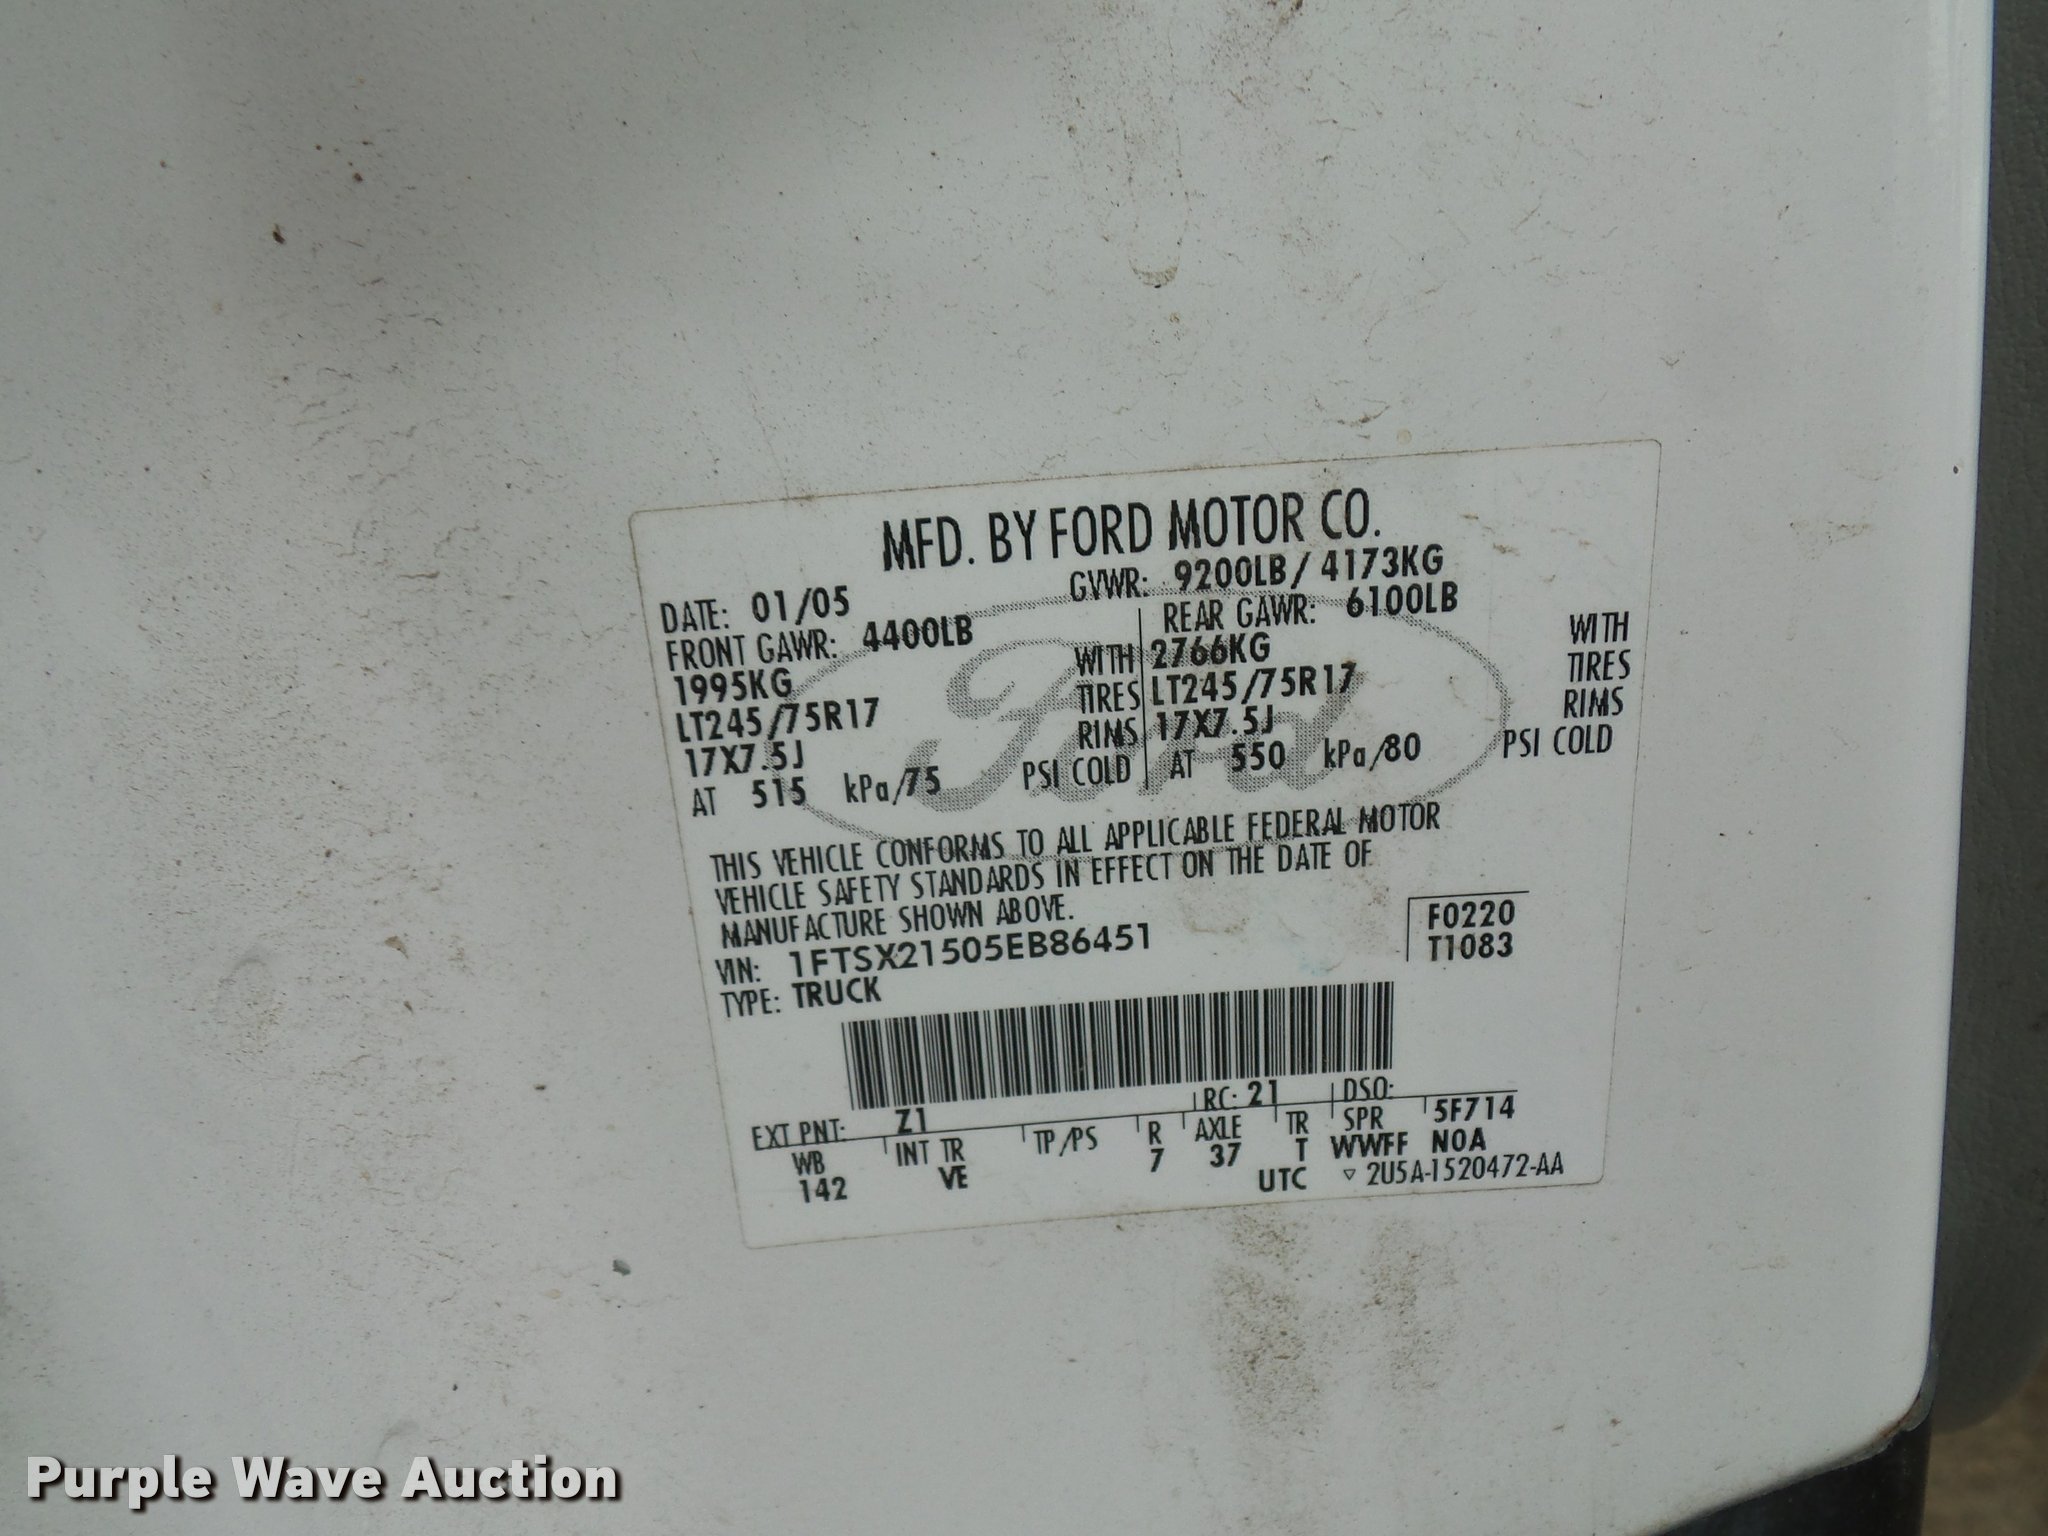 MFD. BY FORD MOTOR CO.
DATE: 01/05 GVWR: 9200LB / 4173KG
FRONT GAWR: 4400LB REAR GAWR: 6100LB
1995KG WITH 2766KG WITH
LT245/75R17 TIRES LT245/75R17 TIRES
17X7.5J RIMS 17X7.5J RIMS
AT 515 kPa/75 PSI COLD AT 550 kPa/80 PSI COLD
Ford
THIS VEHICLE CONFORMS TO ALL APPLICABLE FEDERAL MOTOR
VEHICLE SAFETY STANDARDS IN EFFECT ON THE DATE OF
MANUFACTURE SHOWN ABOVE.
VIN: 1FTSX21505EB86451 F0220
TYPE: TRUCK T1083
EXT PNT: Z1 RC: 21 DSO:
WB INT TR TP/PS R AXLE TR SPR 5F714
142 VE 7 37 T WWFF N0A
UTC ▽ 2U5A-1520472-AA
Purple Wave Auction